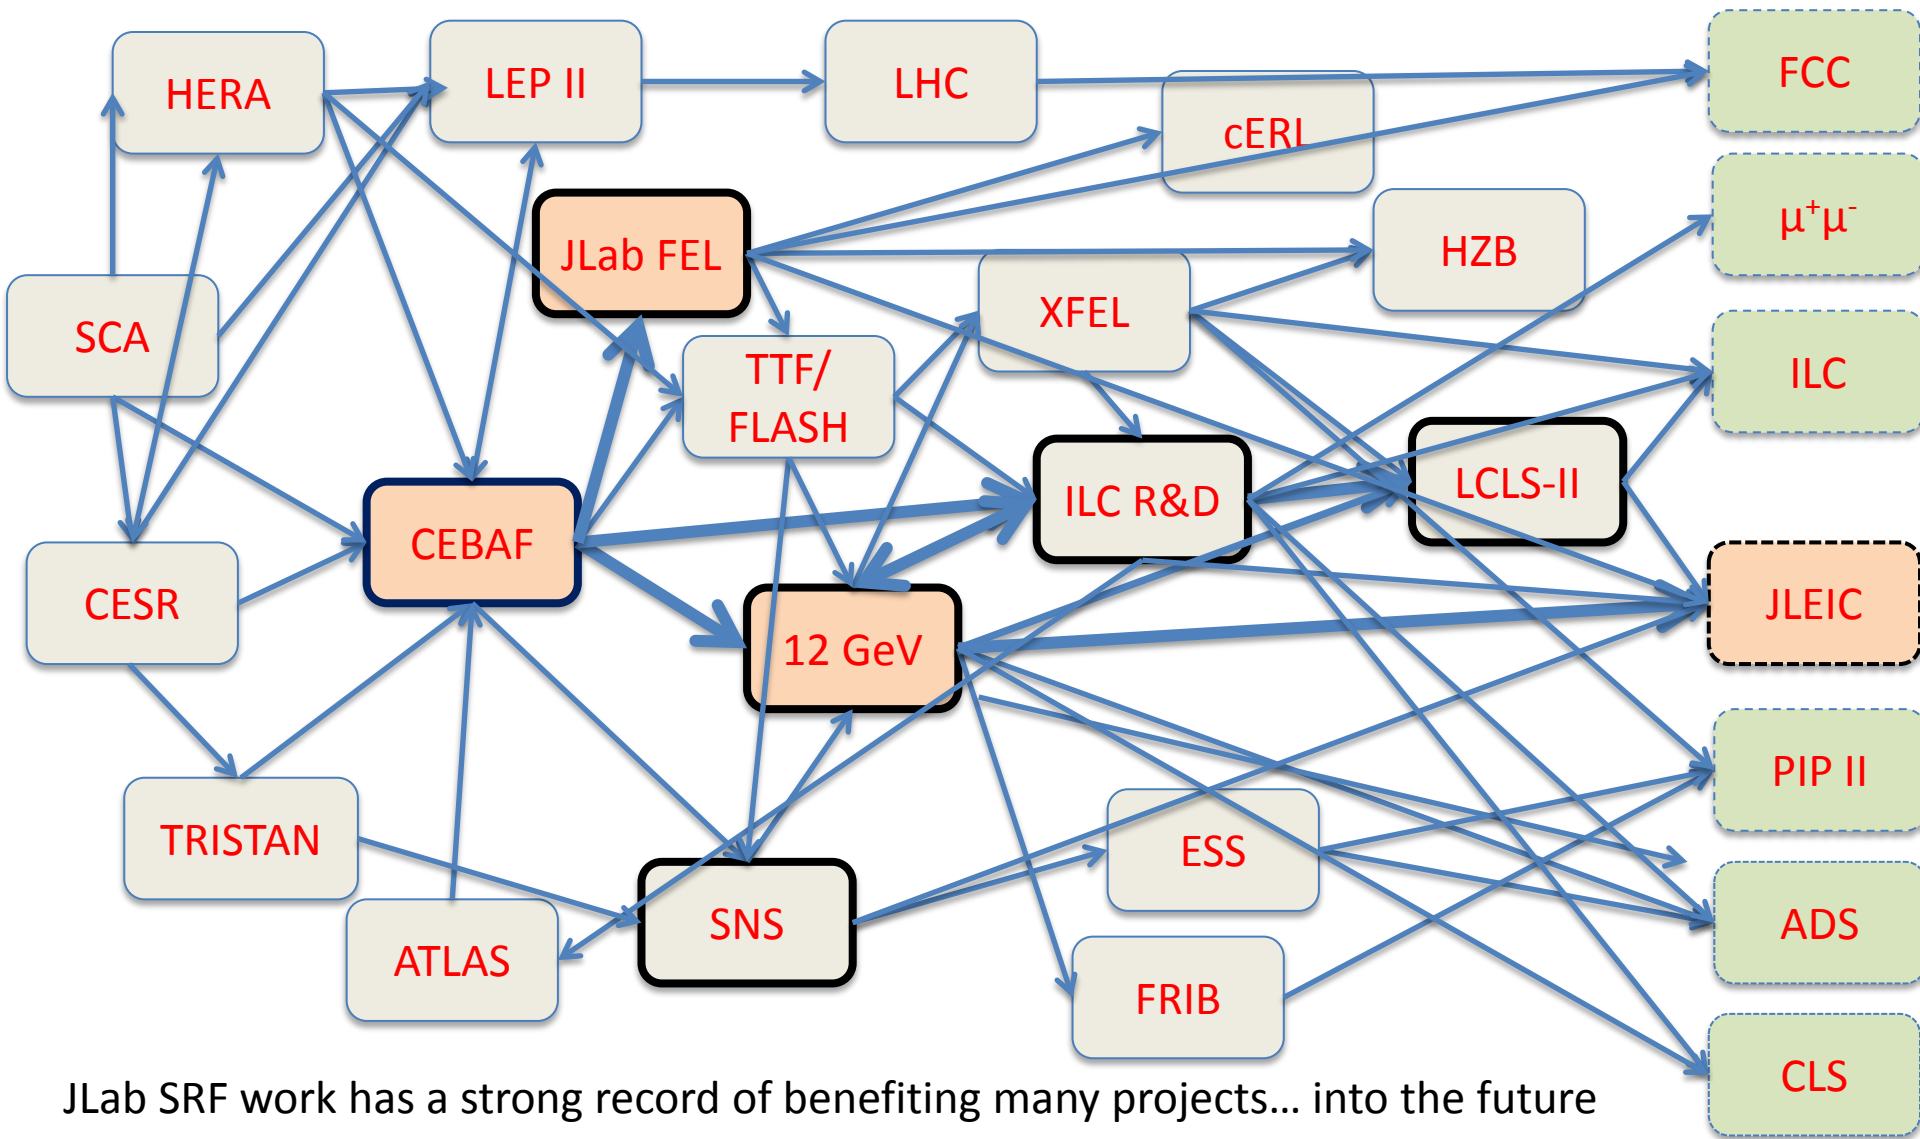 HERA
LEP II
LHC
FCC
cERL
μ⁺μ⁻
JLab FEL
HZB
XFEL
SCA
TTF/
FLASH
ILC
ILC R&D
LCLS-II
CEBAF
CESR
JLEIC
12 GeV
PIP II
TRISTAN
ESS
SNS
ADS
ATLAS
FRIB
CLS
JLab SRF work has a strong record of benefiting many projects... into the future